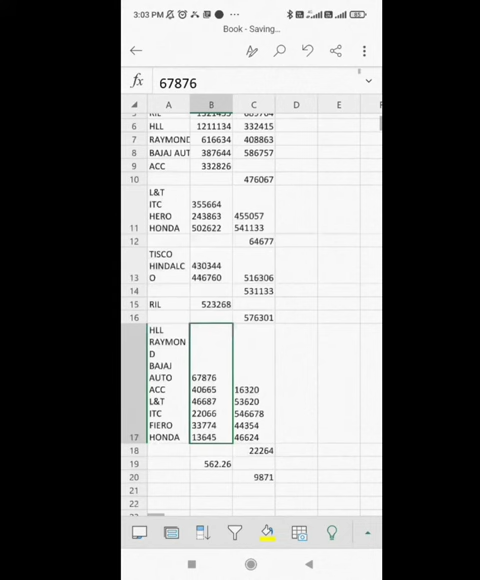 3:03 PM ... 65
Book - Saving...
fx 67876
A B C D E F
6 HLL 1211134 332415
7 RAYMOND 616634 408863
8 BAJAJ AUT 387644 586757
9 ACC 332826
10 476067
L&T
ITC 355664
HERO 243863 455057
11 HONDA 502622 541133
12 64677
TISCO
HINDALC 430344
13 O 446760 516306
14 531133
15 RIL 523268
16 576301
HLL
RAYMON
D
BAJAJ
AUTO 67876
ACC 40665 16320
L&T 46687 53620
ITC 22066 546678
FIERO 33774 44354
17 HONDA 13645 46624
18 22264
19 562.26
20 9871
21
22